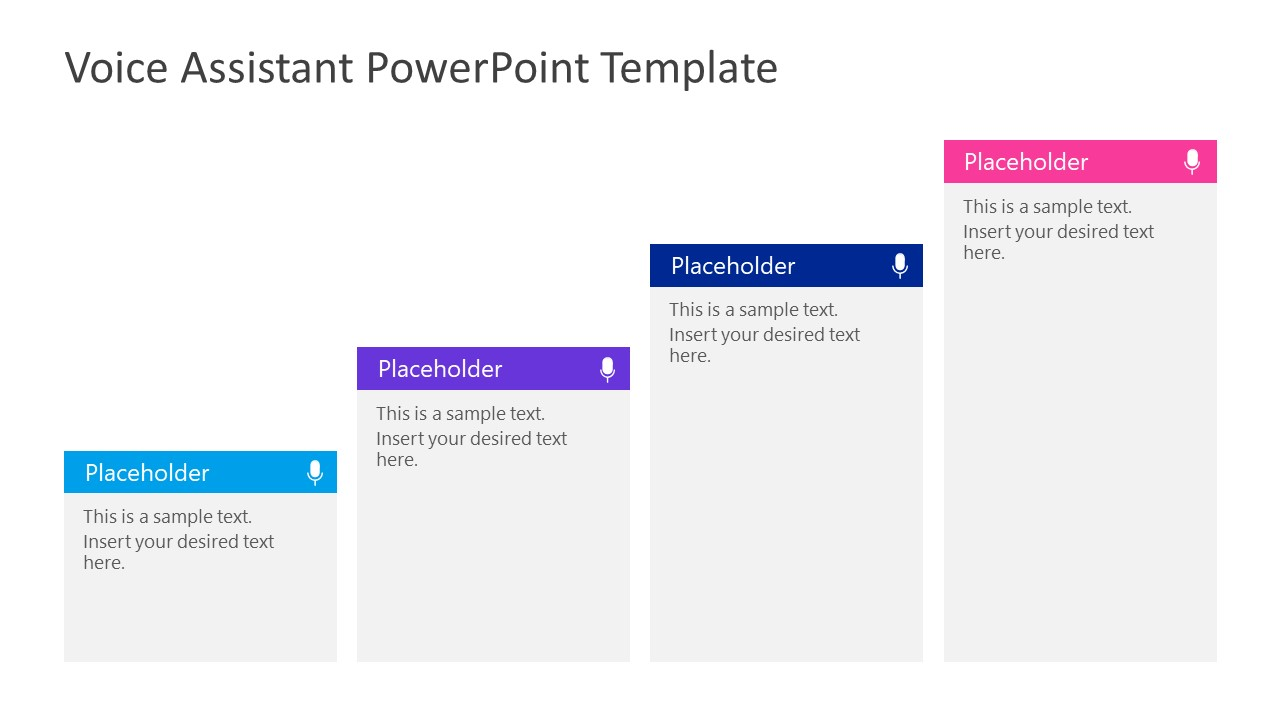 Voice Assistant PowerPoint Template
Placeholder
This is a sample text.
Insert your desired text
here.
Placeholder
This is a sample text.
Insert your desired text
here.
Placeholder
This is a sample text.
Insert your desired text
here.
Placeholder
This is a sample text.
Insert your desired text
here.